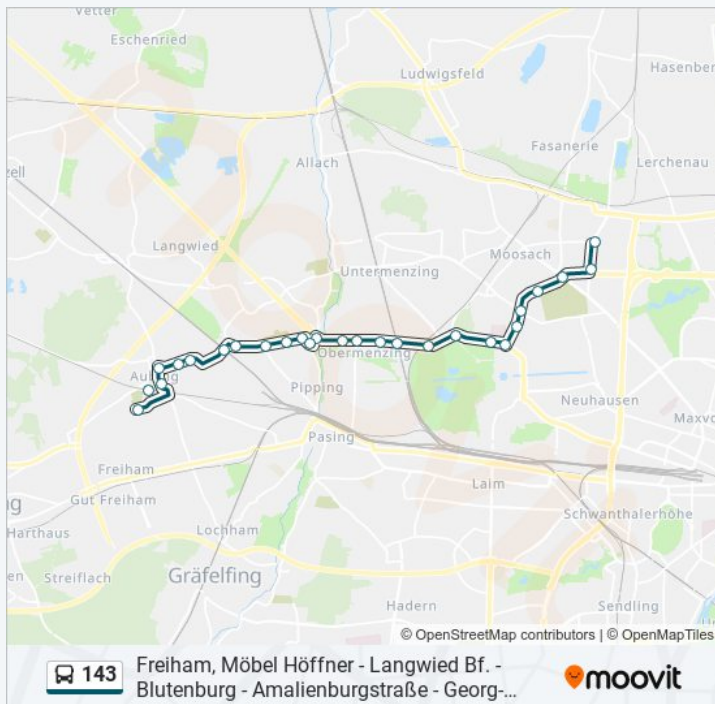 Vetter
Eschenried
Ludwigsfeld
Hasenber
Fasanerie
Allach
Lerchenau
zell
Langwied
Moosach
Untermenzing
Obermenzing
Aubing
Pipping
Neuhausen
Maxvo
Pasing
Freiham
Laim
Gut Freiham
Schwanthalerhöhe
ng
Harthaus
Lochham
en
Streiflach
Gräfelfing
Hadern
Sendling
© OpenStreetMap contributors | © OpenMapTiles
143
Freiham, Möbel Höffner - Langwied Bf. -
Blutenburg - Amalienburgstraße - Georg-...
moovit